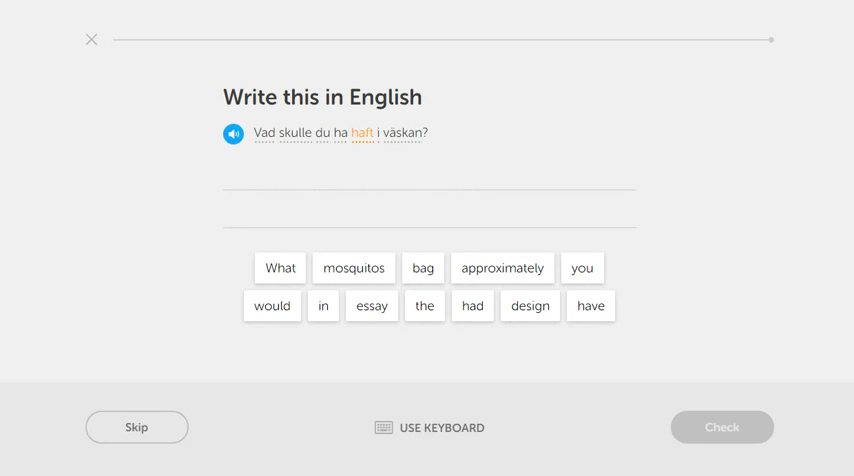 Write this in English
Vad skulle du ha haft i väskan?
What mosquitos bag approximately you
would in essay the had design have
Skip USE KEYBOARD Check